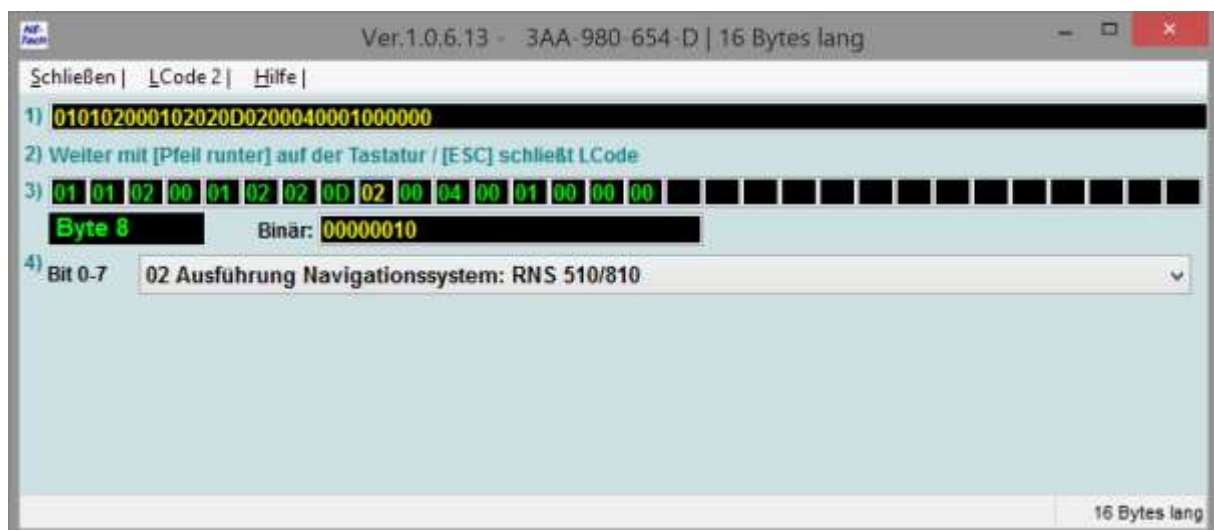 NE-Tech Ver.1.0.6.13 - 3AA-980-654-D | 16 Bytes lang
Schließen | LCode 2 | Hilfe |
1) 010102000102020D0200040001000000
2) Weiter mit [Pfeil runter] auf der Tastatur / [ESC] schließt LCode
3) 01 01 02 00 01 02 02 0D 02 00 04 00 01 00 00 00
Byte 8 Binär: 00000010
4) Bit 0-7 02 Ausführung Navigationssystem: RNS 510/810
16 Bytes lang